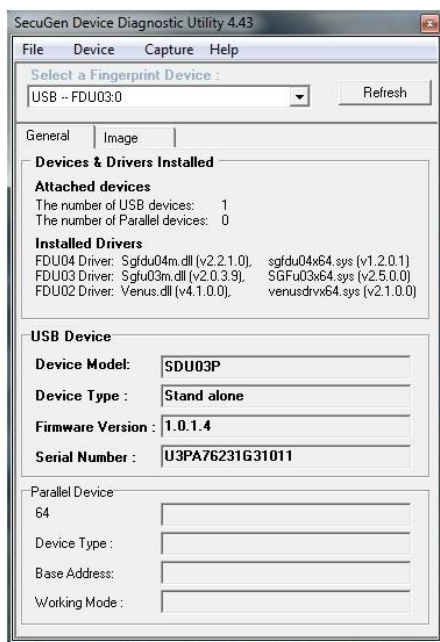 SecuGen Device Diagnostic Utility 4.43
File Device Capture Help
Select a Fingerprint Device :
USB -- FDU03:0
Refresh
General Image
Devices & Drivers Installed
Attached devices
The number of USB devices: 1
The number of Parallel devices: 0
Installed Drivers
FDU04 Driver: Sgfdu04m.dll (v2.2.1.0), sgfdu04x64.sys (v1.2.0.1)
FDU03 Driver: Sgfu03m.dll (v2.0.3.9), SGFu03x64.sys (v2.5.0.0)
FDU02 Driver: Venus.dll (v4.1.0.0), venusdrvx64.sys (v2.1.0.0)
USB Device
Device Model: SDU03P
Device Type : Stand alone
Firmware Version : 1.0.1.4
Serial Number : U3PA76231G31011
Parallel Device
64
Device Type :
Base Address:
Working Mode :